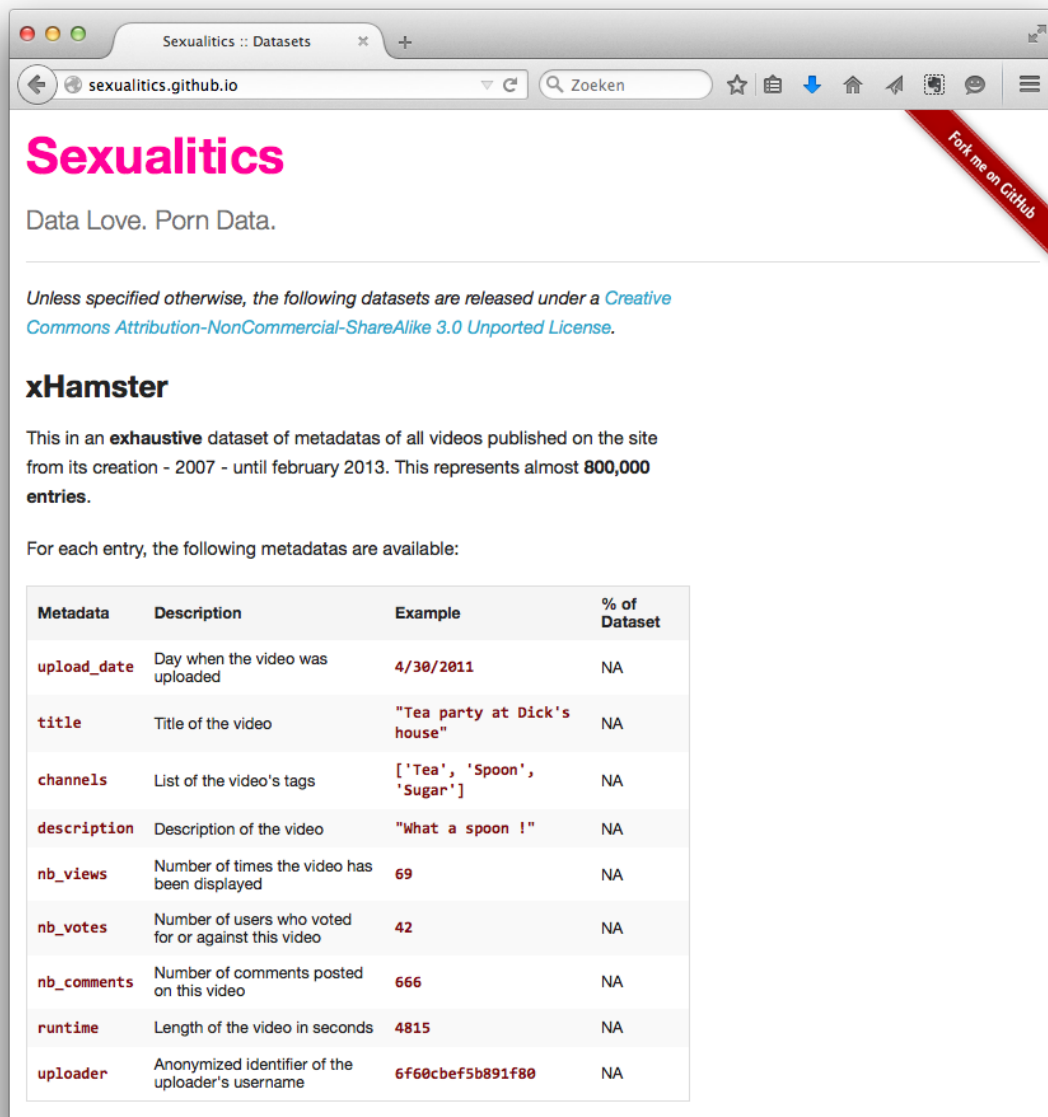 Sexualitics :: Datasets
sexualitics.github.io
Zoeken
Fork me on GitHub
Sexualitics
Data Love. Porn Data.
Unless specified otherwise, the following datasets are released under a Creative
Commons Attribution-NonCommercial-ShareAlike 3.0 Unported License.
xHamster
This in an exhaustive dataset of metadatas of all videos published on the site
from its creation - 2007 - until february 2013. This represents almost 800,000
entries.
For each entry, the following metadatas are available:
Metadata Description Example % of Dataset
upload_date Day when the video was uploaded 4/30/2011 NA
title Title of the video "Tea party at Dick's house" NA
channels List of the video's tags ['Tea', 'Spoon', 'Sugar'] NA
description Description of the video "What a spoon !" NA
nb_views Number of times the video has been displayed 69 NA
nb_votes Number of users who voted for or against this video 42 NA
nb_comments Number of comments posted on this video 666 NA
runtime Length of the video in seconds 4815 NA
uploader Anonymized identifier of the uploader's username 6f60cbef5b891f80 NA